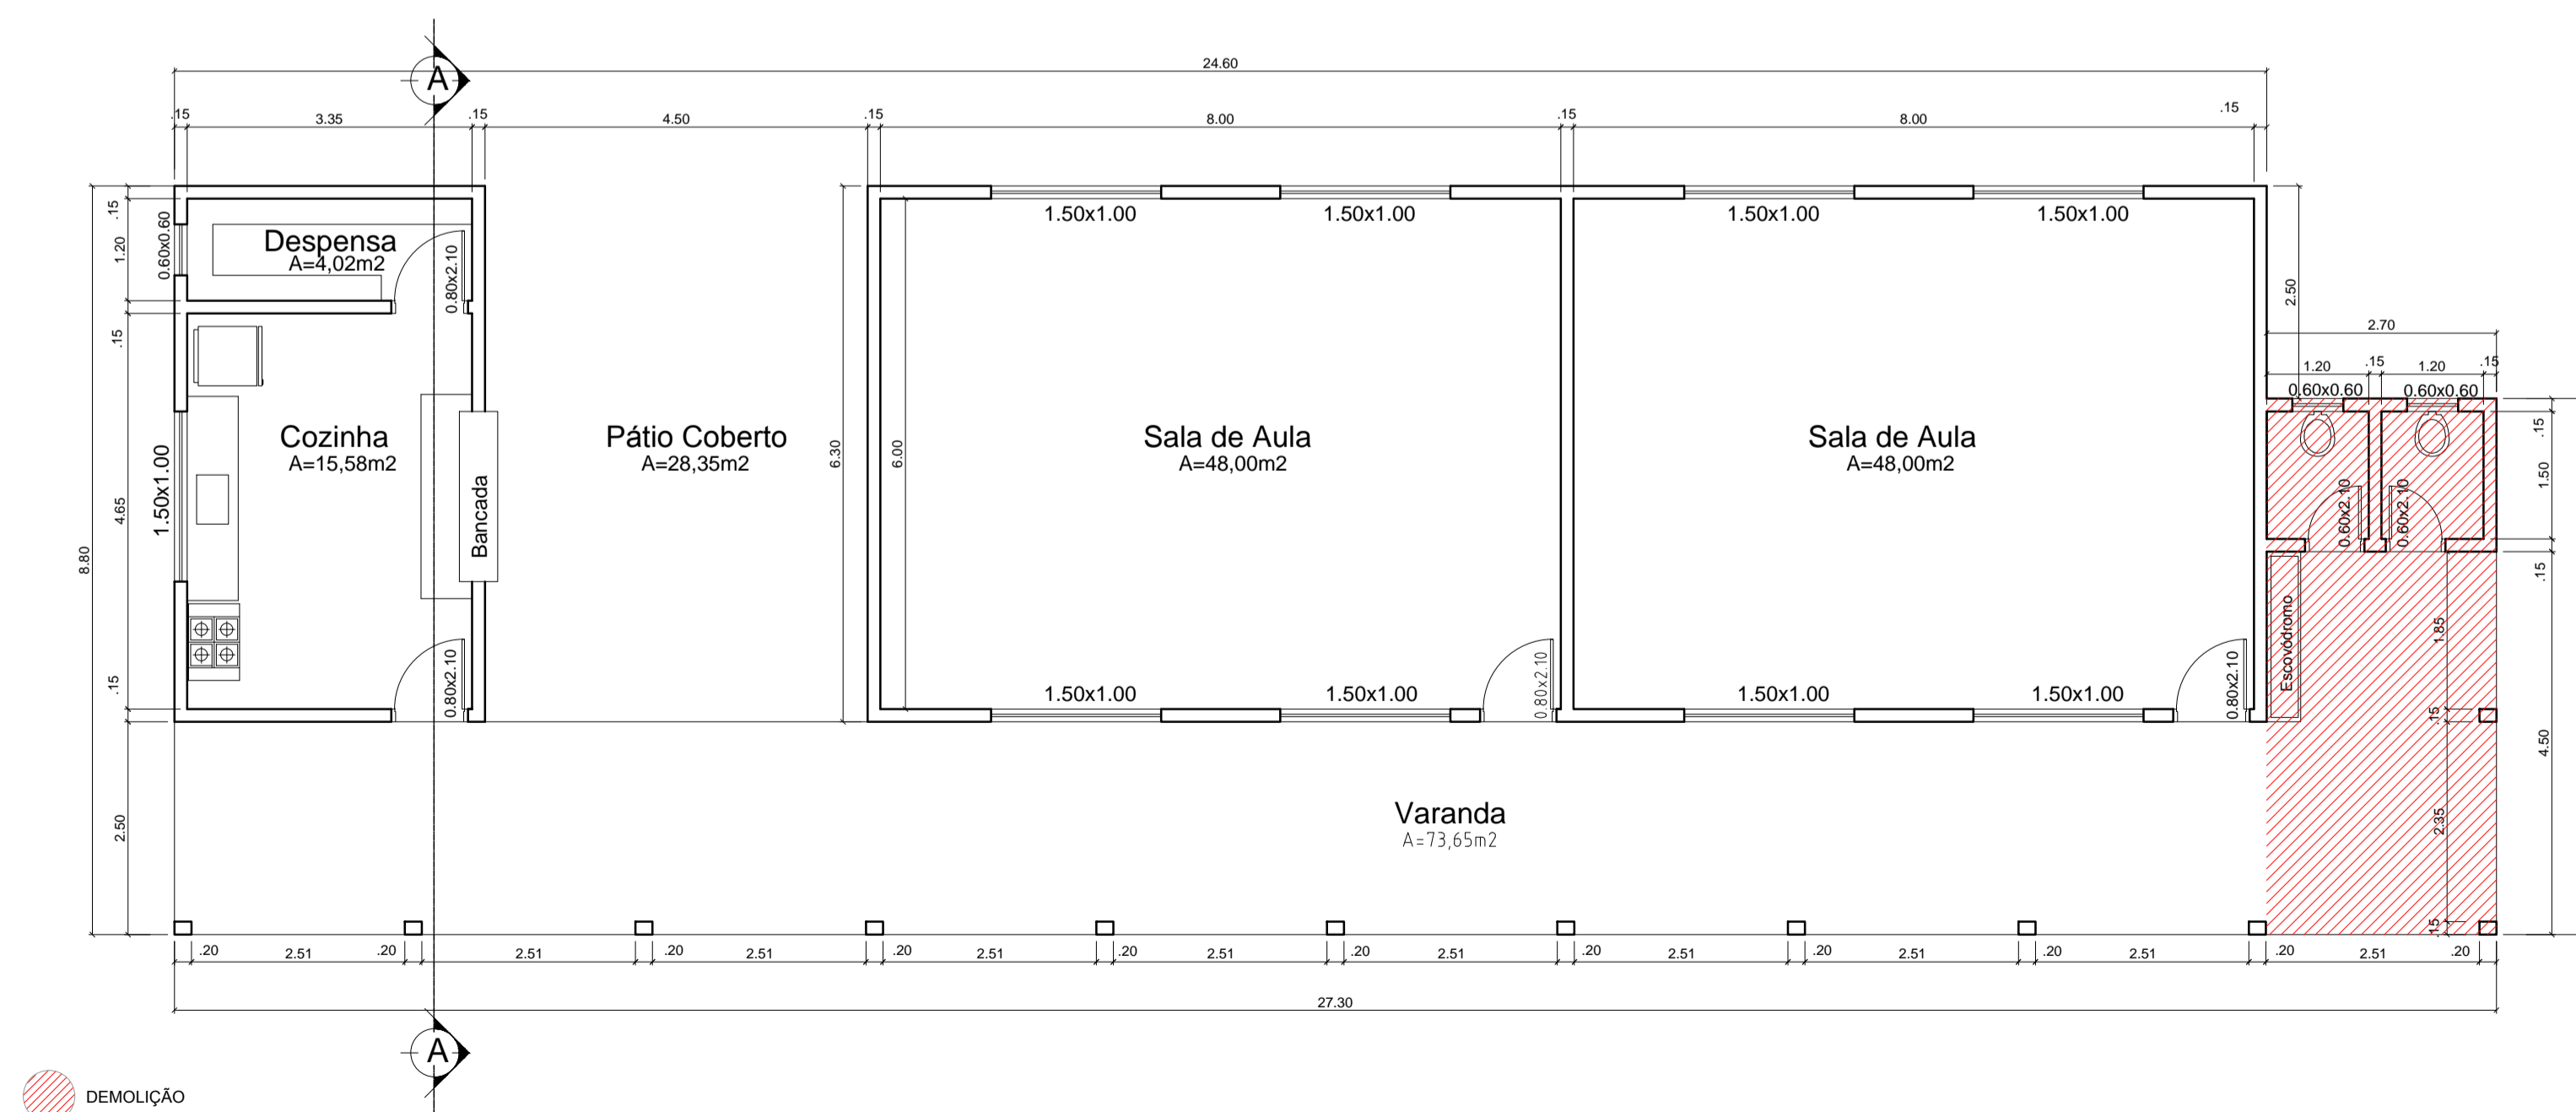 A
24.60
.15
3.35
.15
4.50
.15
8.00
.15
8.00
.15
8.80
.15
1.20
.15
4.65
.15
2.50
0.60x0.60
Despensa
A=4,02m2
0.80x2.10
1.50x1.00
Cozinha
A=15,58m2
Bancada
0.80x2.10
Pátio Coberto
A=28,35m2
6.30
6.00
1.50x1.00
1.50x1.00
Sala de Aula
A=48,00m2
1.50x1.00
1.50x1.00
0.80x2.10
1.50x1.00
1.50x1.00
Sala de Aula
A=48,00m2
1.50x1.00
1.50x1.00
0.80x2.10
2.50
2.70
1.20
.15
1.20
.15
0.60x0.60
0.60x0.60
0.60x2.10
0.60x2.10
.15
1.50
.15
4.50
Escovódromo
1.85
.15
2.35
.15
Varanda
A=73,65m2
.20
2.51
.20
2.51
.20
2.51
.20
2.51
.20
2.51
.20
2.51
.20
2.51
.20
2.51
.20
2.51
.20
2.51
.20
27.30
A
DEMOLIÇÃO